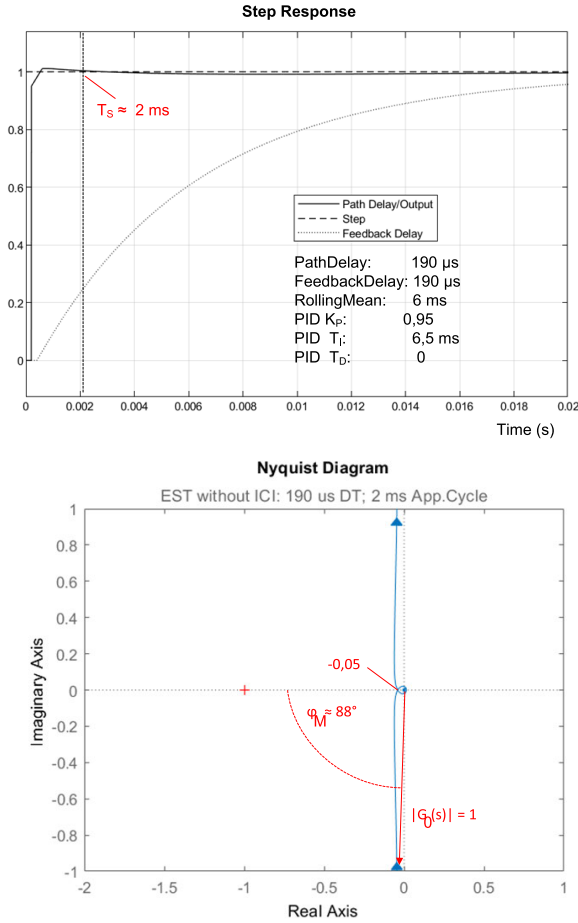 Step Response
1
0.8
0.6
0.4
0.2
0
T_S ≈ 2 ms
Path Delay/Output
Step
Feedback Delay
PathDelay: 190 µs
FeedbackDelay: 190 µs
RollingMean: 6 ms
PID K_P: 0,95
PID T_I: 6,5 ms
PID T_D: 0
0 0.002 0.004 0.006 0.008 0.01 0.012 0.014 0.016 0.018 0.02
Time (s)
Nyquist Diagram
EST without ICI: 190 us DT; 2 ms App.Cycle
1
0.8
0.6
0.4
0.2
0
-0.2
-0.4
-0.6
-0.8
-1
Imaginary Axis
-0,05
φ_M ≈ 88°
|G_0(s)| = 1
-2 -1.5 -1 -0.5 0 0.5 1
Real Axis